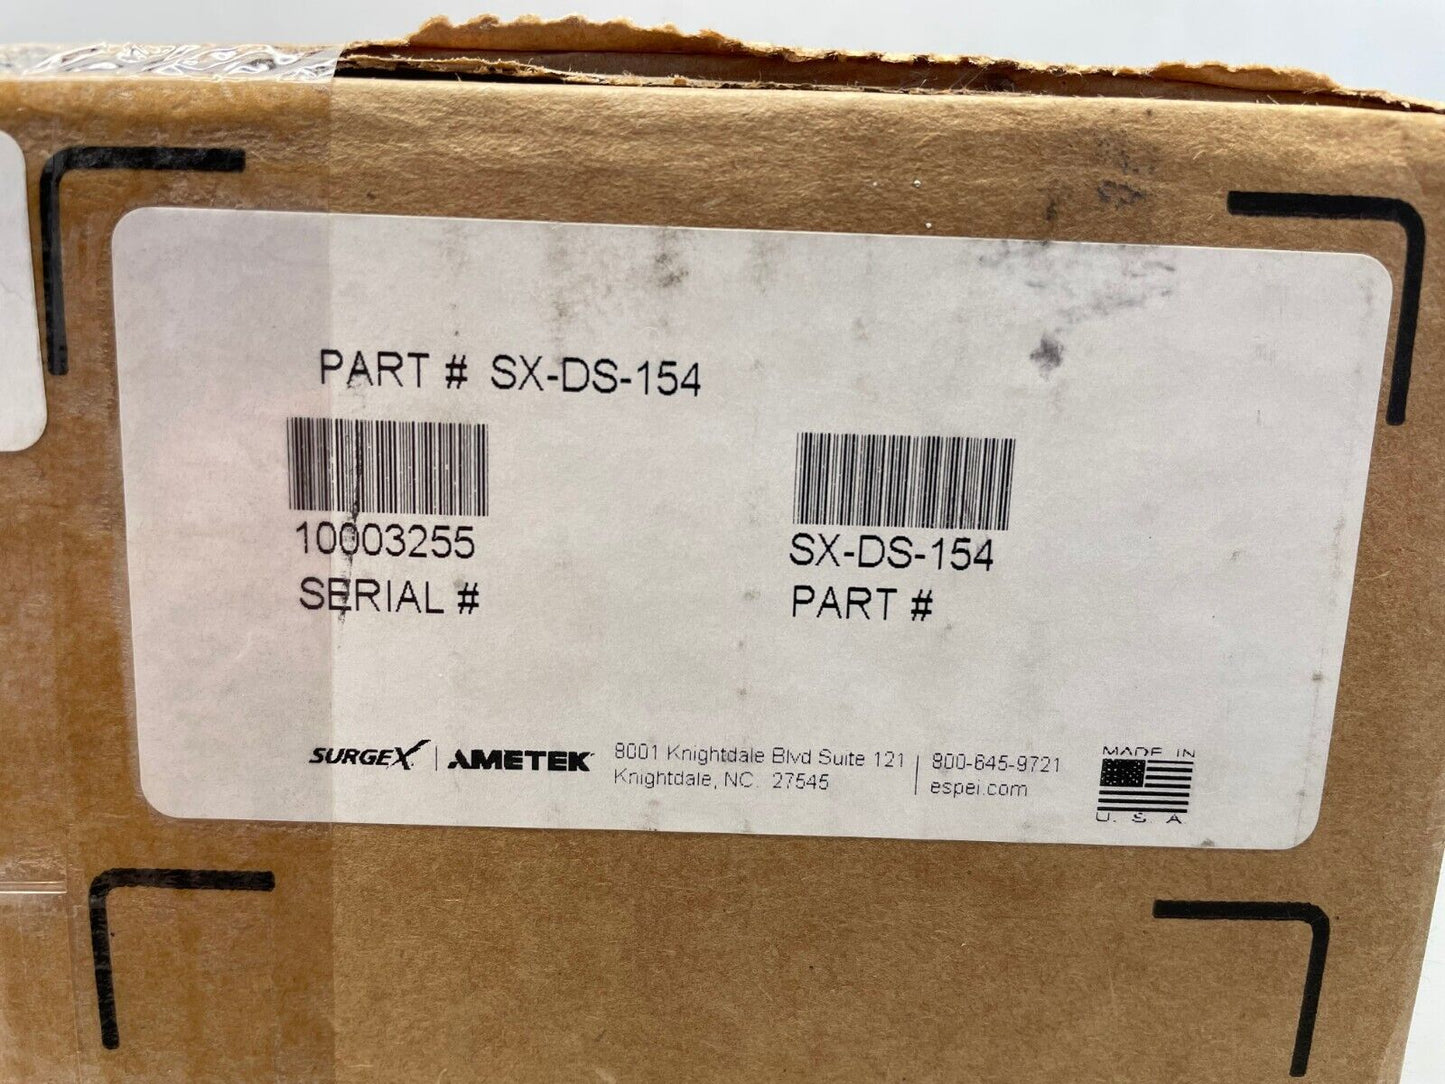 PART # SX-DS-154
10003255
SERIAL #
SX-DS-154
PART #
SURGEX | AMETEK
8001 Knightdale Blvd Suite 121
Knightdale, NC. 27545
800-645-9721
espei.com
MADE IN
U. S. A